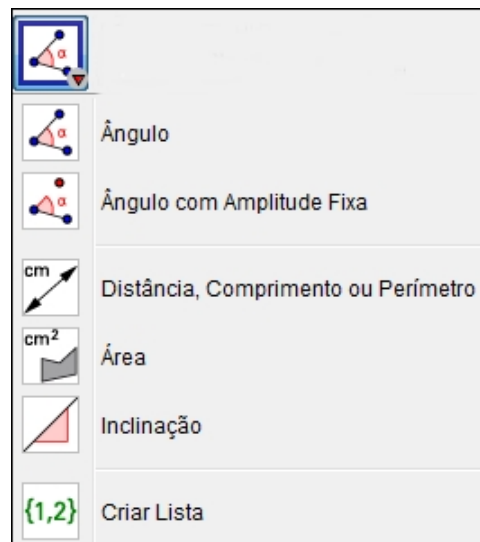 α
α
Ângulo
α
Ângulo com Amplitude Fixa
cm
Distância, Comprimento ou Perímetro
cm²
Área
Inclinação
{1,2}
Criar Lista